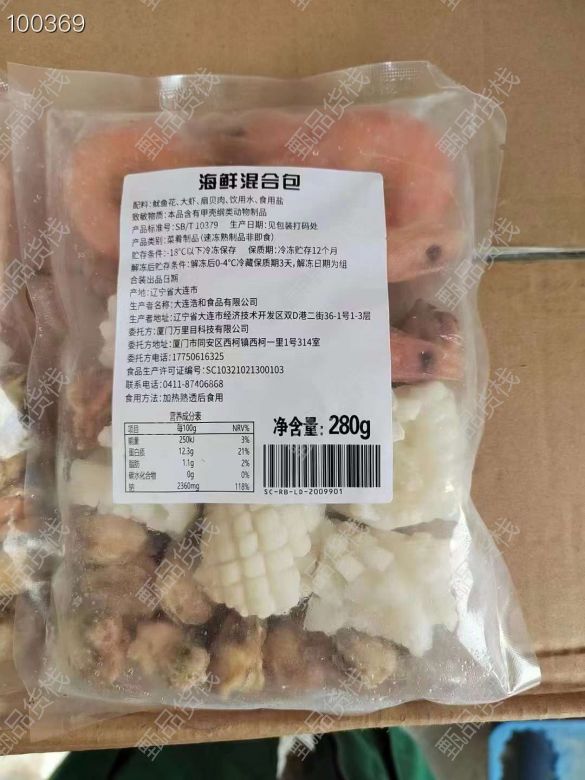 100369
海鲜混合包
配料:鱿鱼花、大虾、扇贝肉、饮用水、食用盐
致敏物质:本品含有甲壳纲类动物制品
产品标准号:SB/T 10379 生产日期:见包装打码处
产品类别:菜肴制品(速冻熟制品非即食)
贮存条件:-18℃以下冷冻保存 保质期:冷冻贮存12个月
解冻后贮存条件:解冻后0-4℃冷藏保质期3天,解冻日期为组
合装出品日期
产地:辽宁省大连市
生产者名称:大连浩和食品有限公司
生产者地址:辽宁省大连市经济技术开发区双D港二街36-1号1-3层
委托方:厦门万里目科技有限公司
委托方地址:厦门市同安区西柯镇西柯一里1号314室
委托方电话:17750616325
食品生产许可证编号:SC10321021300103
联系电话:0411-87406868
食用方法:加热熟透后食用
营养成分表
项目 每100g NRV%
能量 250kJ 3%
蛋白质 12.3g 21%
脂肪 1.1g 2%
碳水化合物 0g 0%
钠 2360mg 118%
净含量:280g
SC-RB-LD-2009901
甄品货栈